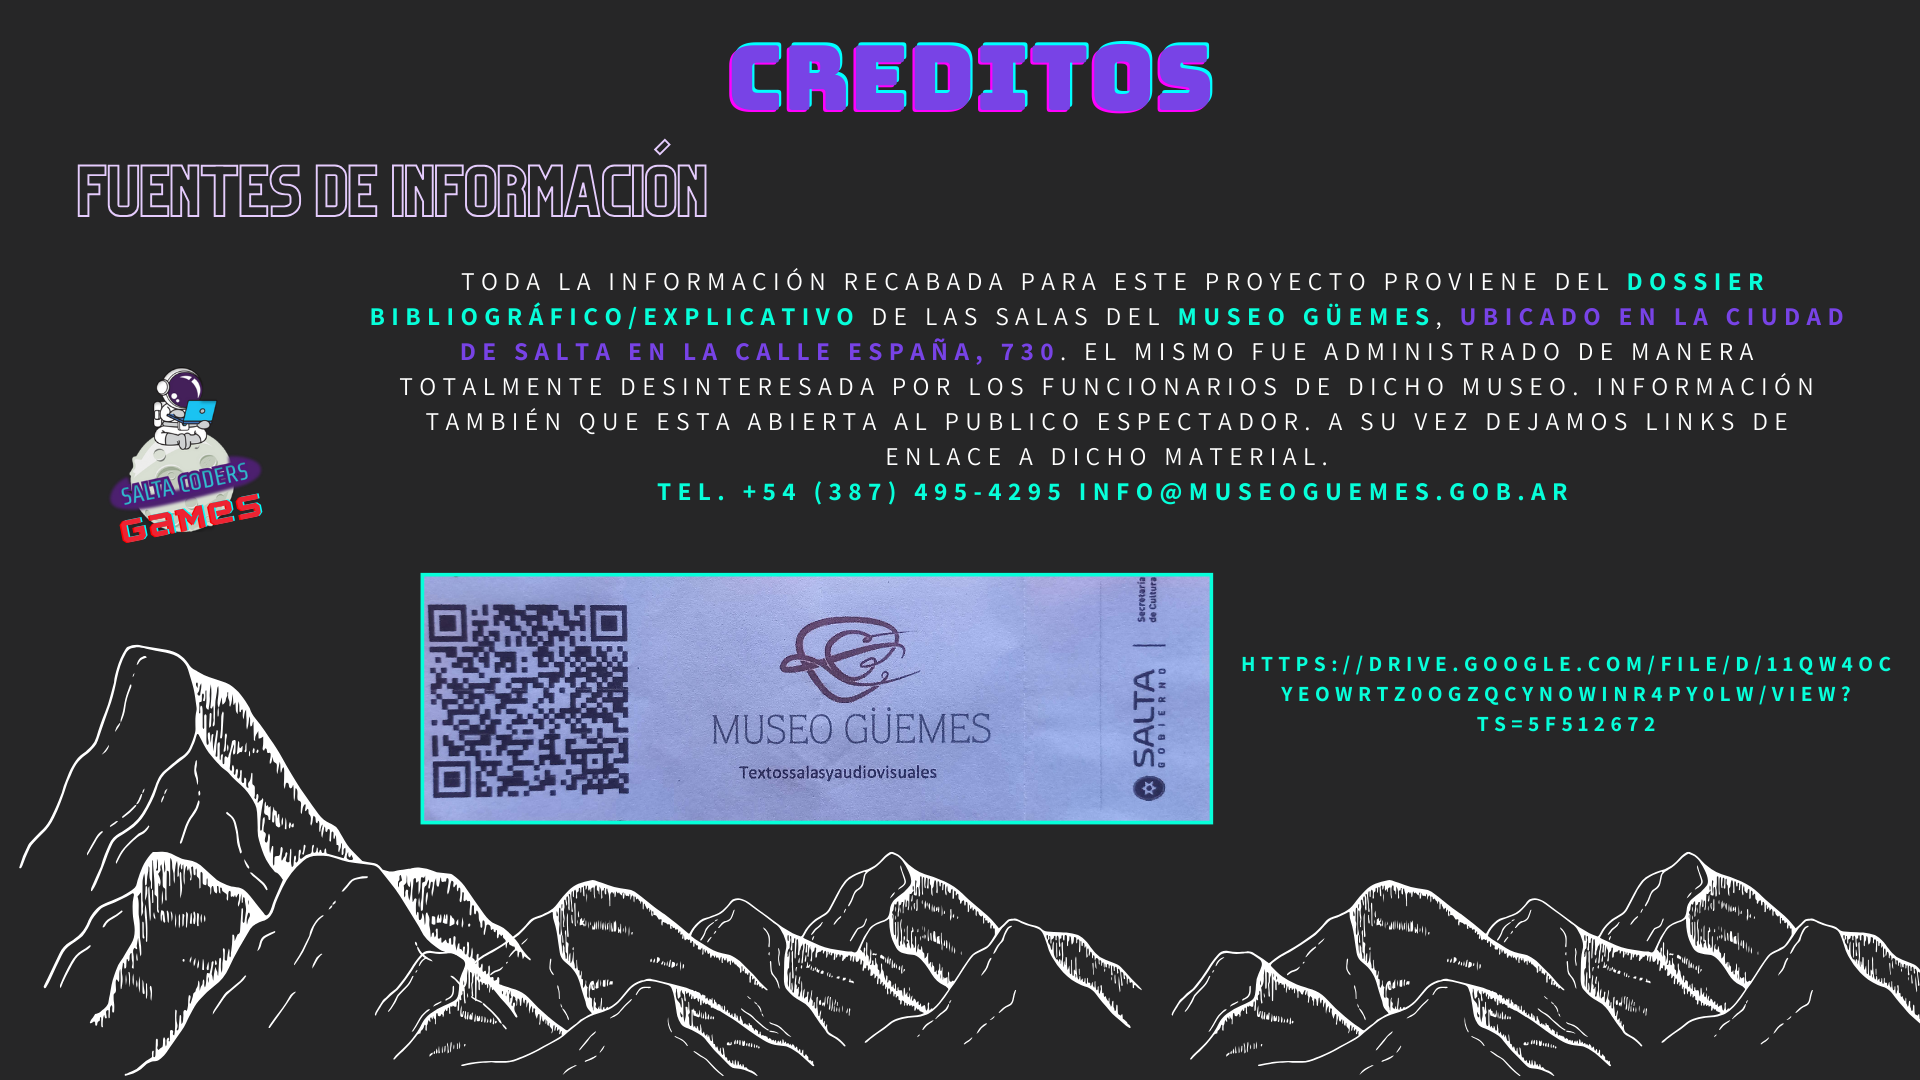 CREDITOS
FUENTES DE INFORMACIÓN
TODA LA INFORMACIÓN RECABADA PARA ESTE PROYECTO PROVIENE DEL DOSSIER
BIBLIOGRÁFICO/EXPLICATIVO DE LAS SALAS DEL MUSEO GÜEMES, UBICADO EN LA CIUDAD
DE SALTA EN LA CALLE ESPAÑA, 730. EL MISMO FUE ADMINISTRADO DE MANERA
TOTALMENTE DESINTERESADA POR LOS FUNCIONARIOS DE DICHO MUSEO. INFORMACIÓN
TAMBIÉN QUE ESTA ABIERTA AL PUBLICO ESPECTADOR. A SU VEZ DEJAMOS LINKS DE
ENLACE A DICHO MATERIAL.
TEL. +54 (387) 495-4295 INFO@MUSEOGUEMES.GOB.AR
SALTA CODERS
GAMES
MUSEO GÜEMES
Textossalasyaudiovisuales
SALTA
GOBIERNO
Secretaría
de Cultura
HTTPS://DRIVE.GOOGLE.COM/FILE/D/11QW4OC
YEOWRTZ0OGZQCYNOWINR4PY0LW/VIEW?
TS=5F512672